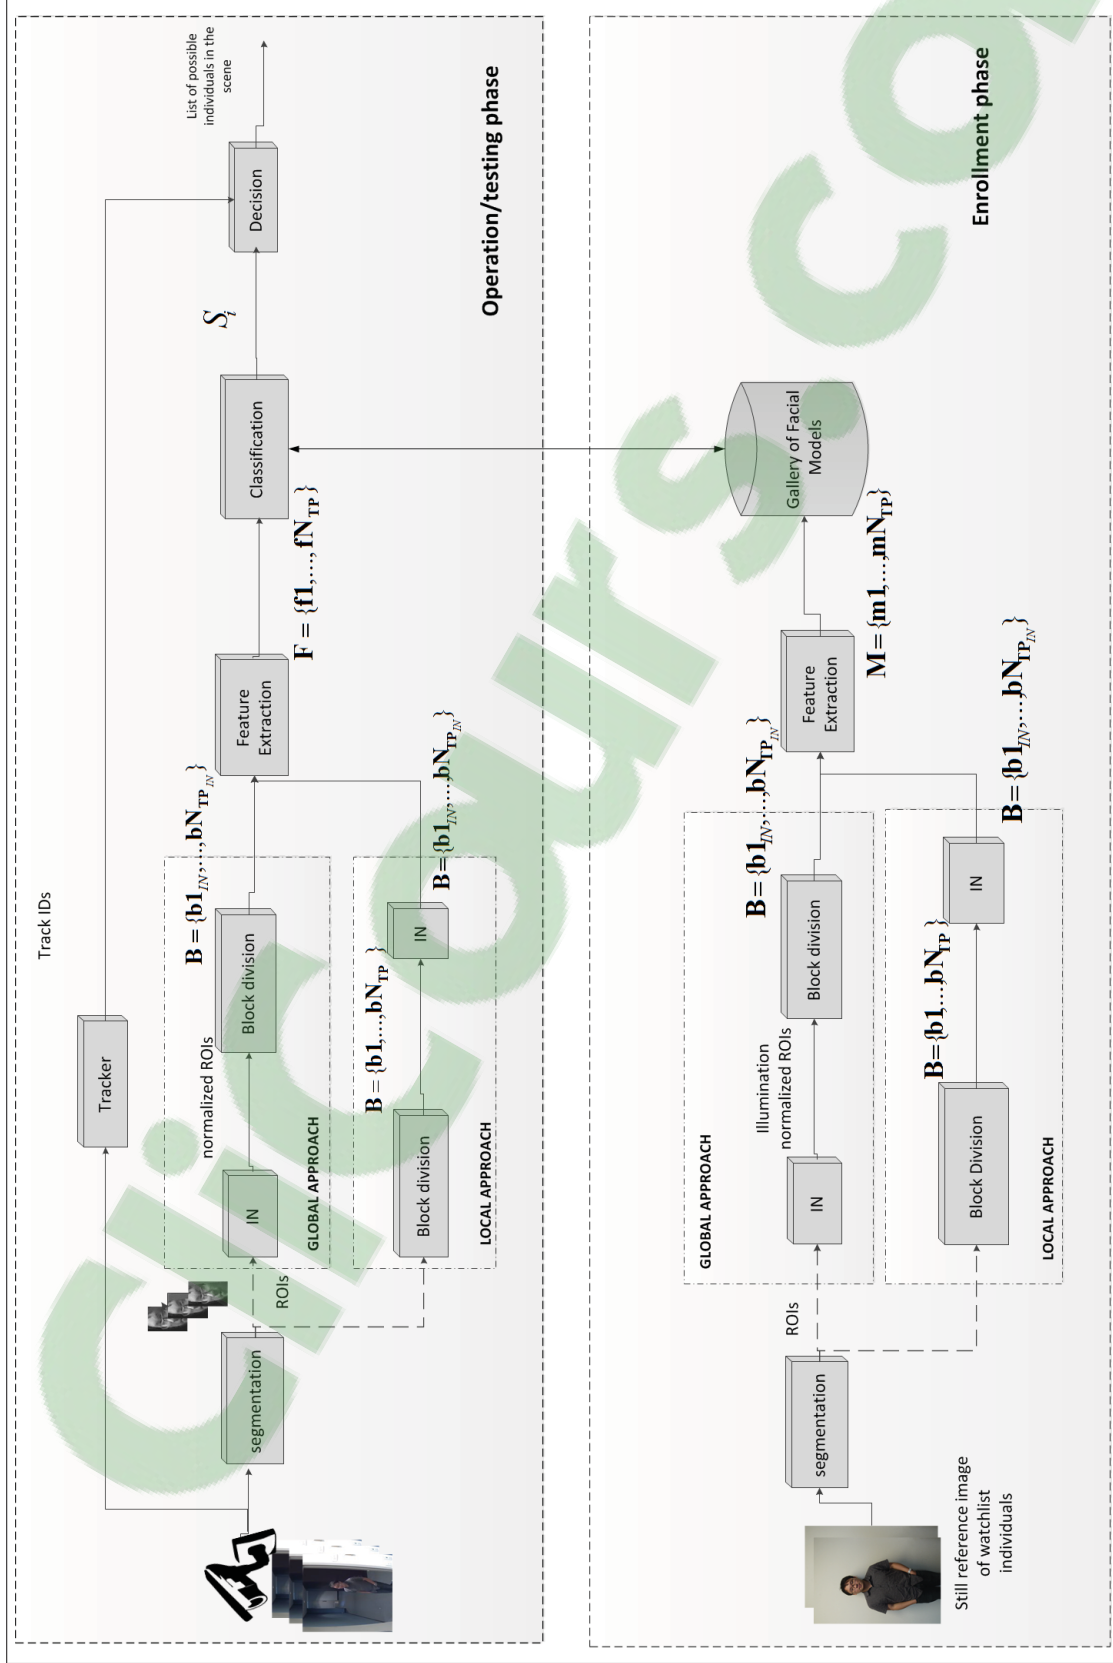 Track IDs
Tracker
List of possible
individuals in the
scene
Decision
S_i
Classification
F = {f1,..., fN_TP}
Feature
Extraction
B = {b1_IN,...,bN_TP_IN}
Block division
normalized ROIs
IN
GLOBAL APPROACH
ROIs
segmentation
B = {b1_IN,...,bN_TP_IN}
IN
B = {b1,...,bN_TP}
Block division
LOCAL APPROACH
Operation/testing phase
GLOBAL APPROACH
ROIs
segmentation
IN
Illumination
normalized ROIs
Block division
B = {b1_IN,...,bN_TP_IN}
Feature
Extraction
M = {m1,...,mN_TP}
Gallery of Facial
Models
Block Division
B={b1,...bN_TP}
IN
B = {b1_IN,...,bN_TP_IN}
LOCAL APPROACH
Still reference image
of watchlist
individuals
Enrollment phase
Clicours.co